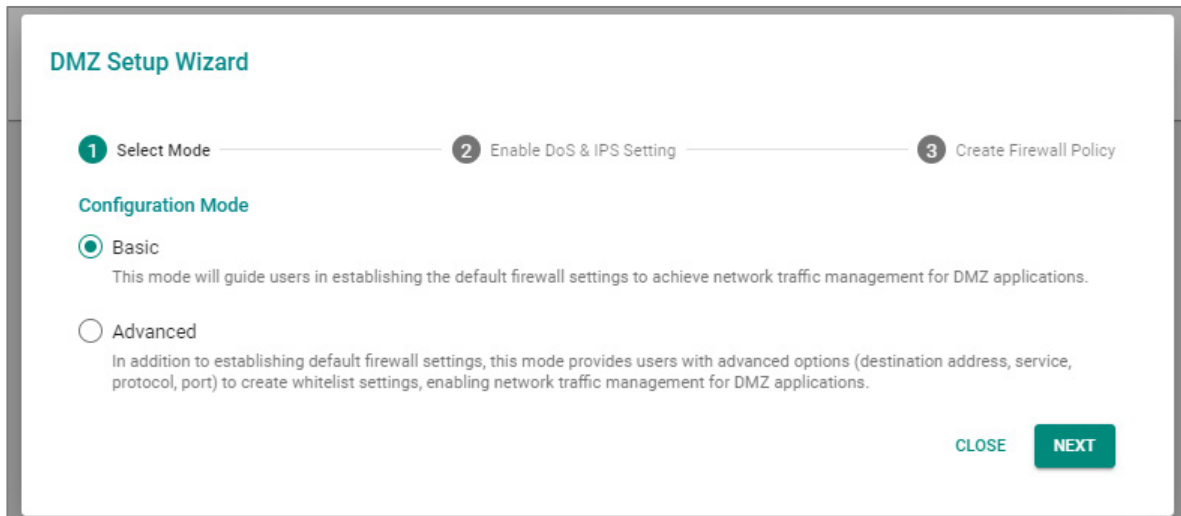 DMZ Setup Wizard
1 Select Mode 2 Enable DoS & IPS Setting 3 Create Firewall Policy
Configuration Mode
Basic
This mode will guide users in establishing the default firewall settings to achieve network traffic management for DMZ applications.
Advanced
In addition to establishing default firewall settings, this mode provides users with advanced options (destination address, service,
protocol, port) to create whitelist settings, enabling network traffic management for DMZ applications.
CLOSE NEXT